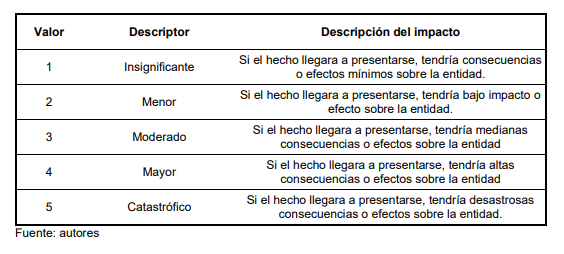 Valor Descriptor Descripción del impacto
1 Insignificante Si el hecho llegara a presentarse, tendría consecuencias
o efectos mínimos sobre la entidad.
2 Menor Si el hecho llegara a presentarse, tendría bajo impacto o
efecto sobre la entidad.
3 Moderado Si el hecho llegara a presentarse, tendría medianas
consecuencias o efectos sobre la entidad
4 Mayor Si el hecho llegara a presentarse, tendría altas
consecuencias o efectos sobre la entidad
5 Catastrófico Si el hecho llegara a presentarse, tendría desastrosas
consecuencias o efectos sobre la entidad.
Fuente: autores